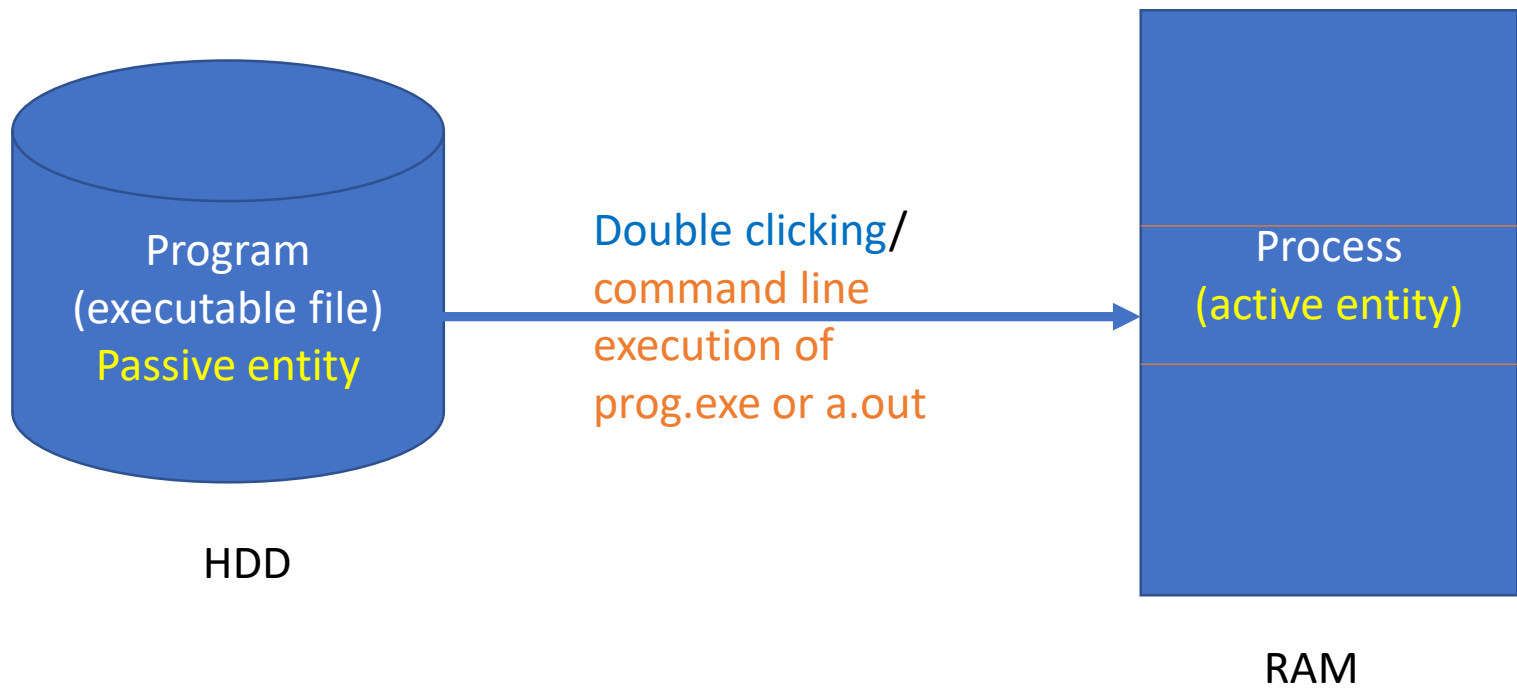 Program
(executable file)
Passive entity
HDD
Double clicking/
command line
execution of
prog.exe or a.out
Process
(active entity)
RAM